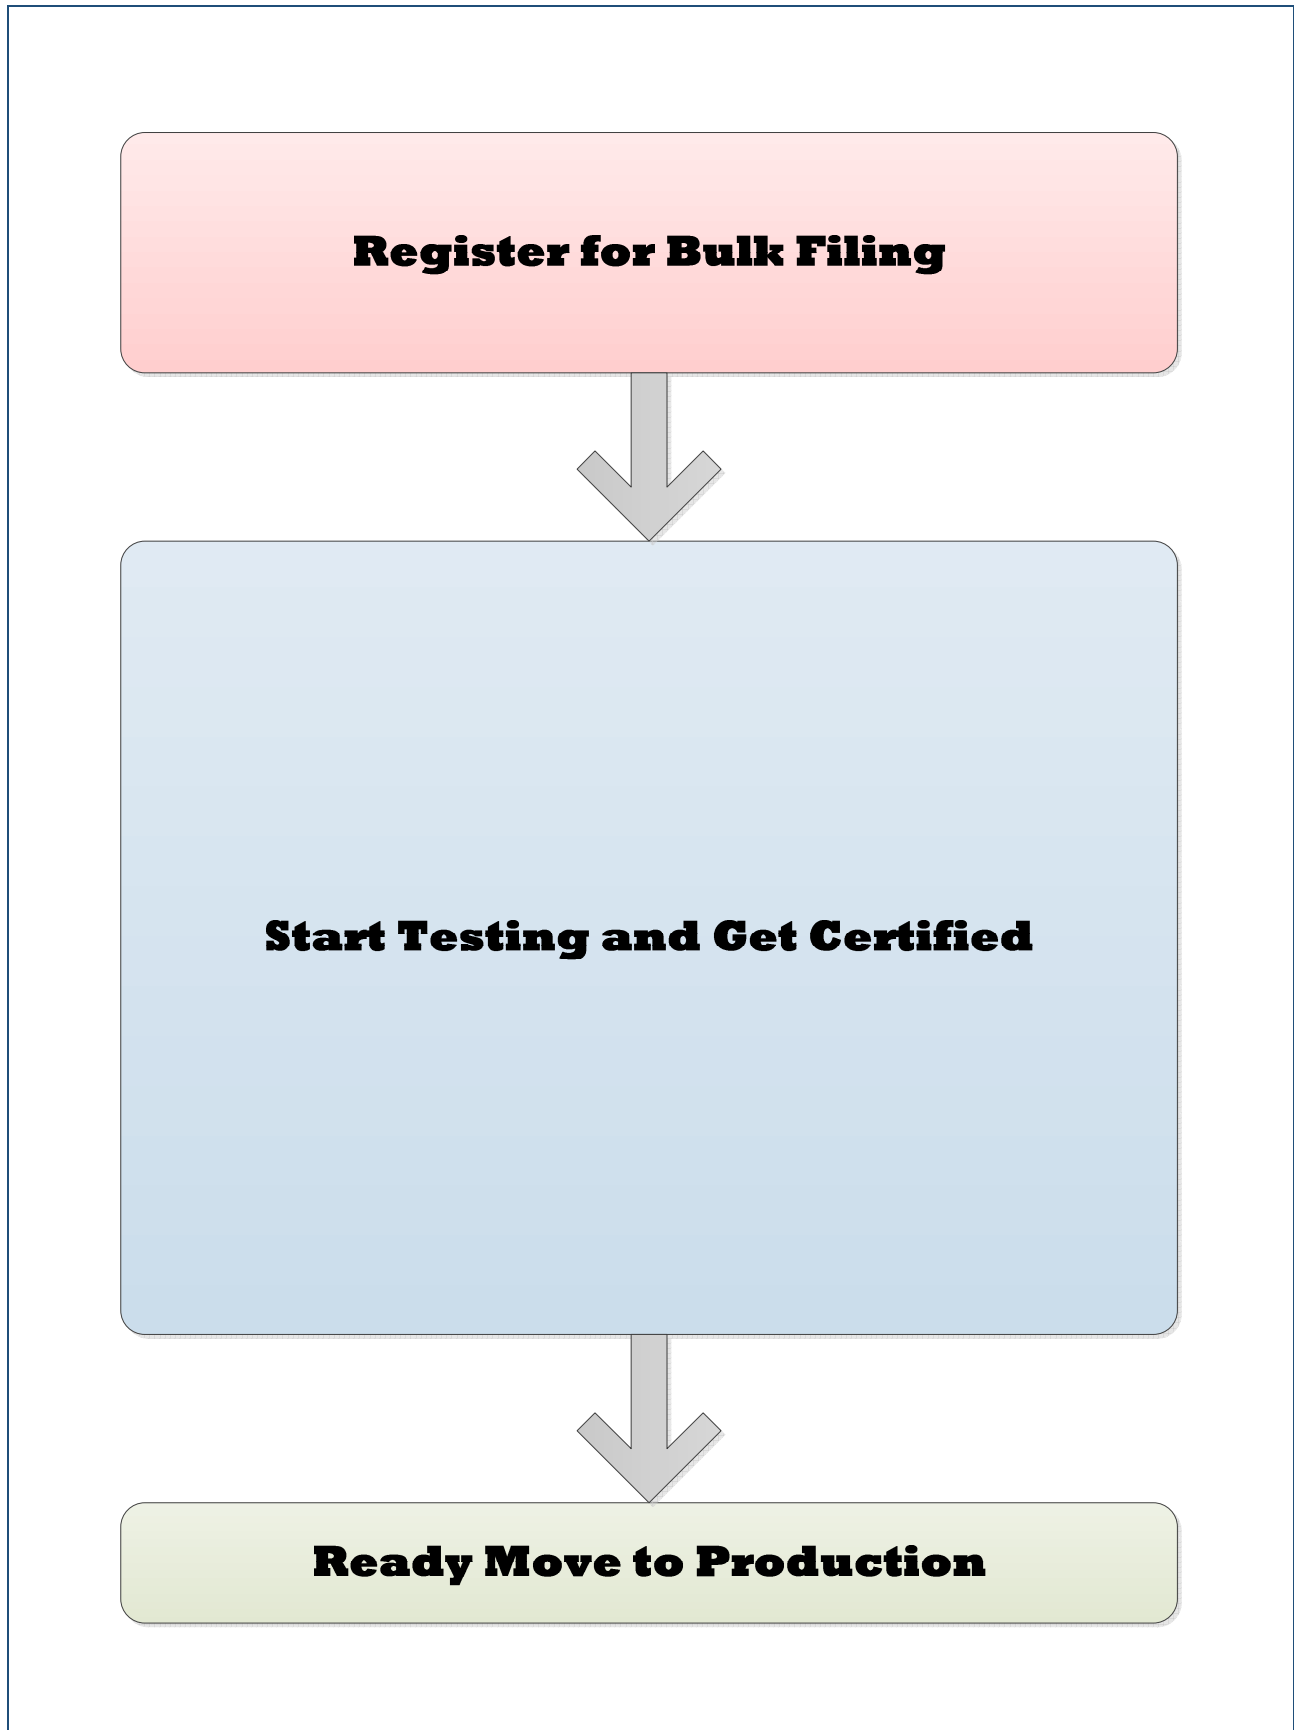 Register for Bulk Filing
Start Testing and Get Certified
Ready Move to Production